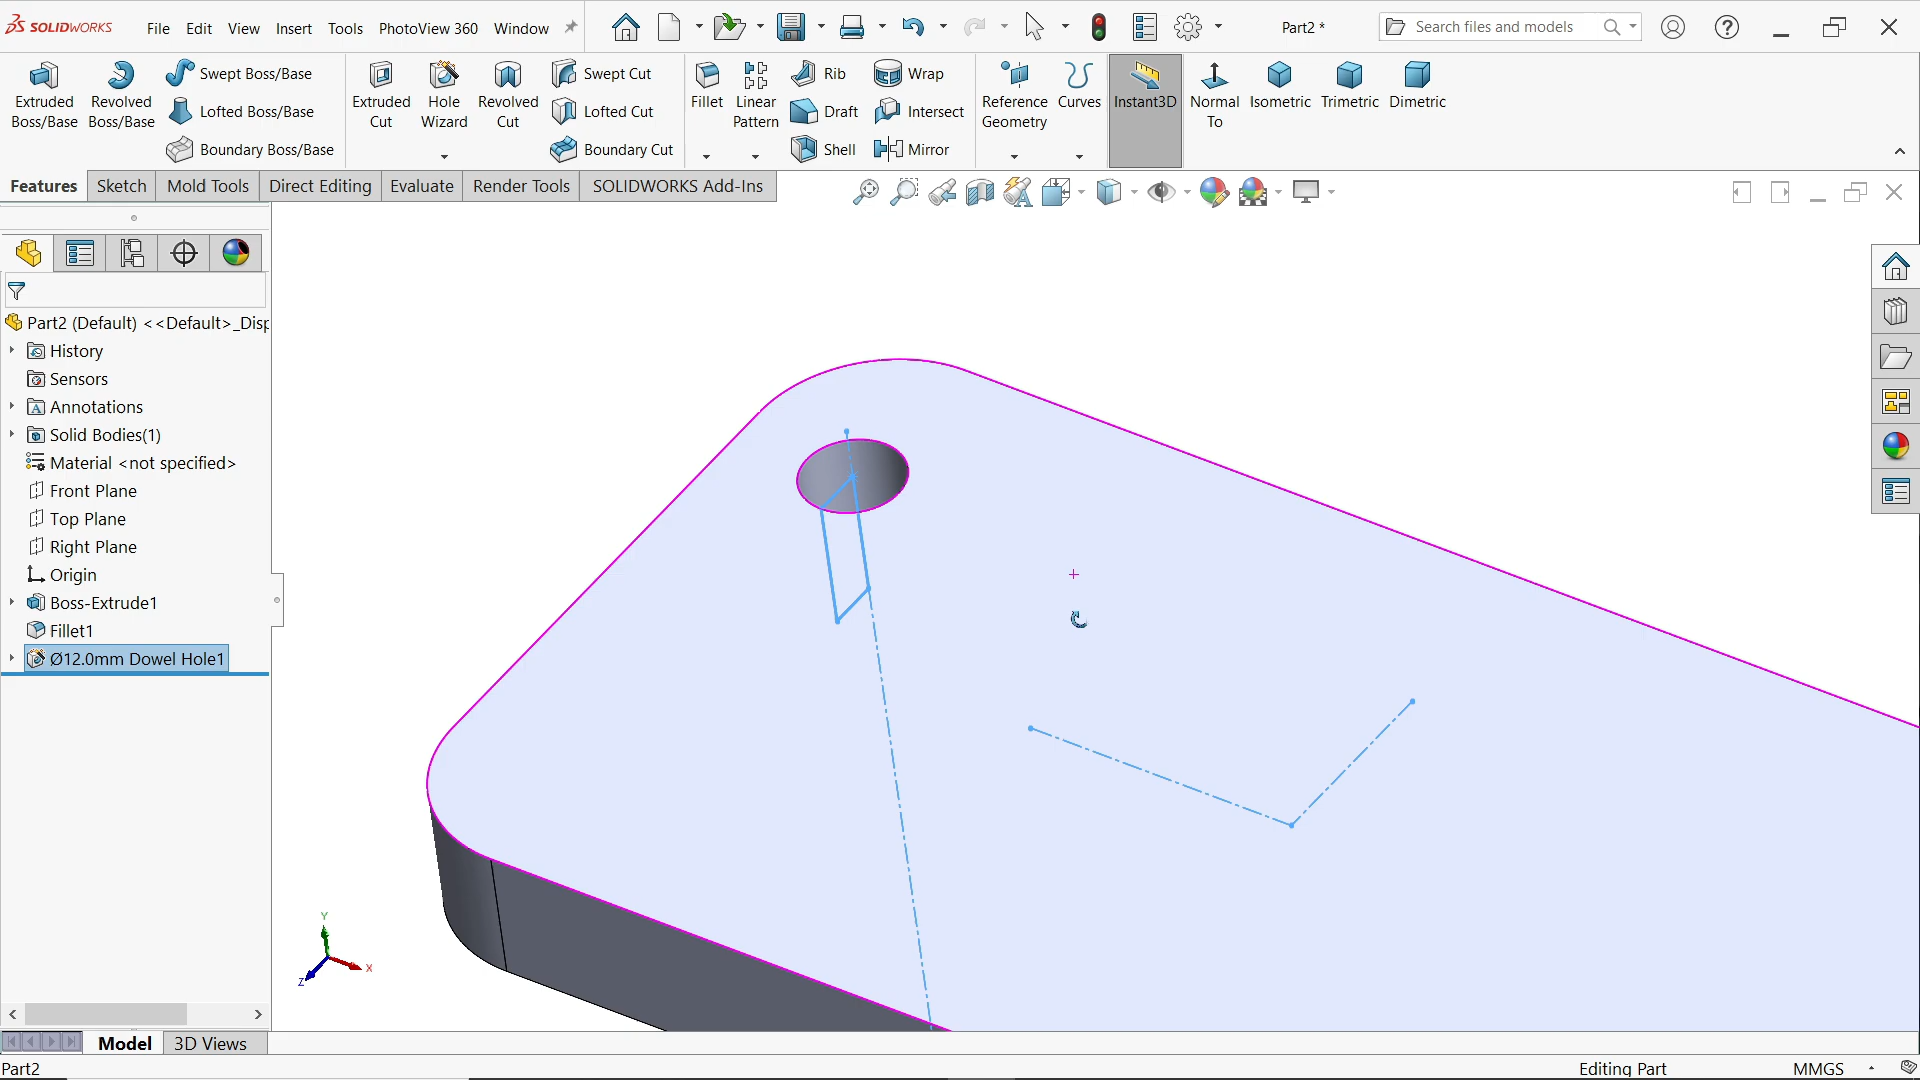 SOLIDWORKS File Edit View Insert Tools PhotoView 360 Window Part2 * Search files and models
Extruded Boss/Base
Revolved Boss/Base
Swept Boss/Base
Lofted Boss/Base
Boundary Boss/Base
Extruded Cut
Hole Wizard
Revolved Cut
Swept Cut
Lofted Cut
Boundary Cut
Fillet
Linear Pattern
Rib
Draft
Shell
Wrap
Intersect
Mirror
Reference Geometry
Curves
Instant3D
Normal To
Isometric
Trimetric
Dimetric
Features Sketch Mold Tools Direct Editing Evaluate Render Tools SOLIDWORKS Add-Ins
Part2 (Default) <<Default>_Disp
History
Sensors
Annotations
Solid Bodies(1)
Material <not specified>
Front Plane
Top Plane
Right Plane
Origin
Boss-Extrude1
Fillet1
Ø12.0mm Dowel Hole1
Y
X
Z
Model 3D Views
Part2 Editing Part MMGS